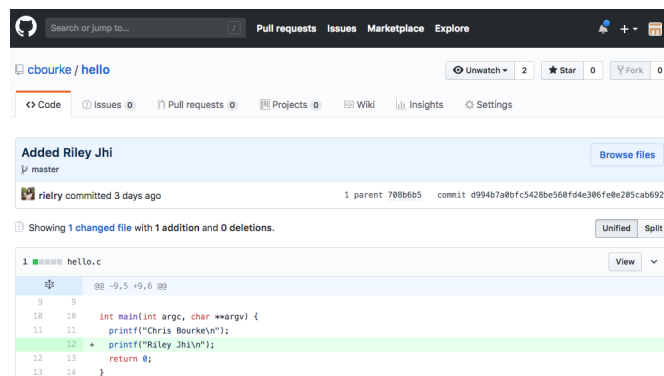 Search or jump to... / Pull requests Issues Marketplace Explore
cbourke / hello Unwatch 2 Star 0 Fork 0
<> Code Issues 0 Pull requests 0 Projects 0 Wiki Insights Settings
Added Riley Jhi Browse files
master
rielry committed 3 days ago 1 parent 708b6b5 commit d994b7a0bfc5428be560fd4e306fe0e205cab692
Showing 1 changed file with 1 addition and 0 deletions. Unified Split
1 hello.c View
@@ -9,5 +9,6 @@
9 9
10 10 int main(int argc, char **argv) {
11 11 printf("Chris Bourke\n");
12 + printf("Riley Jhi\n");
12 13 return 0;
13 14 }